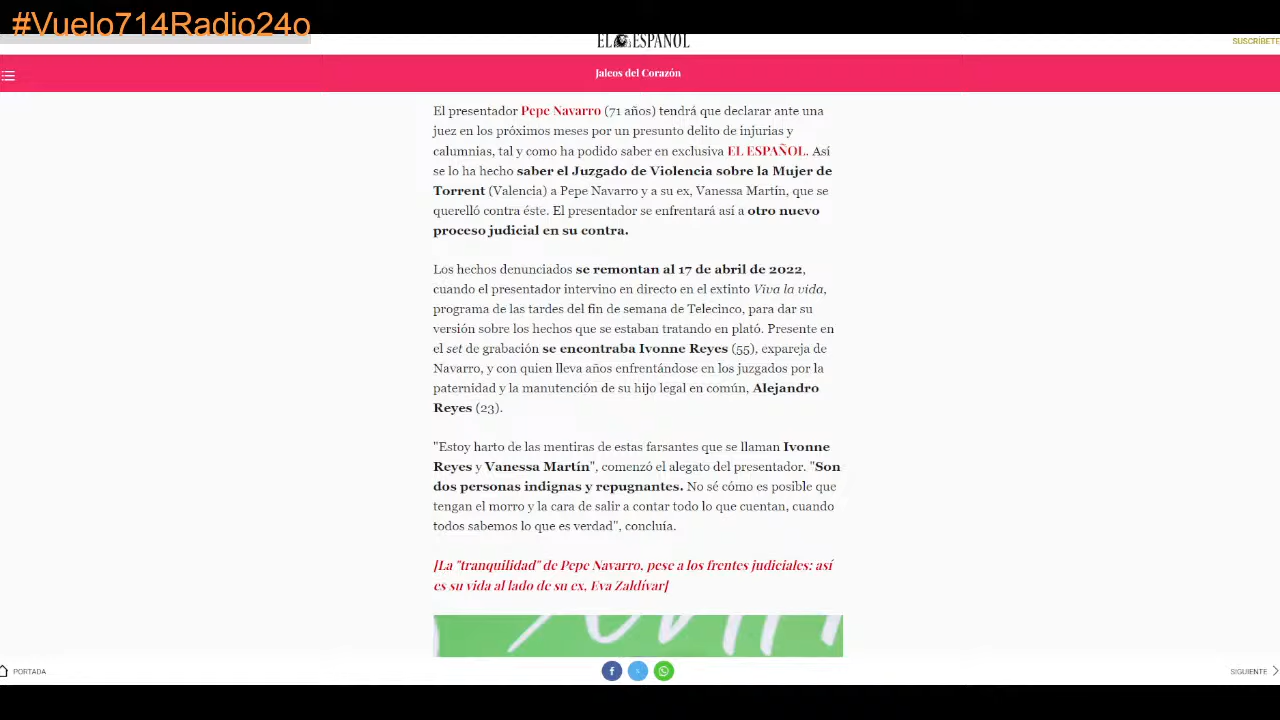 #Vuelo714Radio24o
EL ESPAÑOL
SUSCRÍBETE
Jaleos del Corazón
El presentador Pepe Navarro (71 años) tendrá que declarar ante una
juez en los próximos meses por un presunto delito de injurias y
calumnias, tal y como ha podido saber en exclusiva EL ESPAÑOL. Así
se lo ha hecho saber el Juzgado de Violencia sobre la Mujer de
Torrent (Valencia) a Pepe Navarro y a su ex, Vanessa Martín, que se
querelló contra éste. El presentador se enfrentará así a otro nuevo
proceso judicial en su contra.
Los hechos denunciados se remontan al 17 de abril de 2022,
cuando el presentador intervino en directo en el extinto Viva la vida,
programa de las tardes del fin de semana de Telecinco, para dar su
versión sobre los hechos que se estaban tratando en plató. Presente en
el set de grabación se encontraba Ivonne Reyes (55), expareja de
Navarro, y con quien lleva años enfrentándose en los juzgados por la
paternidad y la manutención de su hijo legal en común, Alejandro
Reyes (23).
"Estoy harto de las mentiras de estas farsantes que se llaman Ivonne
Reyes y Vanessa Martín", comenzó el alegato del presentador. "Son
dos personas indignas y repugnantes. No sé cómo es posible que
tengan el morro y la cara de salir a contar todo lo que cuentan, cuando
todos sabemos lo que es verdad", concluía.
[La "tranquilidad" de Pepe Navarro, pese a los frentes judiciales: así
es su vida al lado de su ex, Eva Zaldívar]
PORTADA
SIGUIENTE